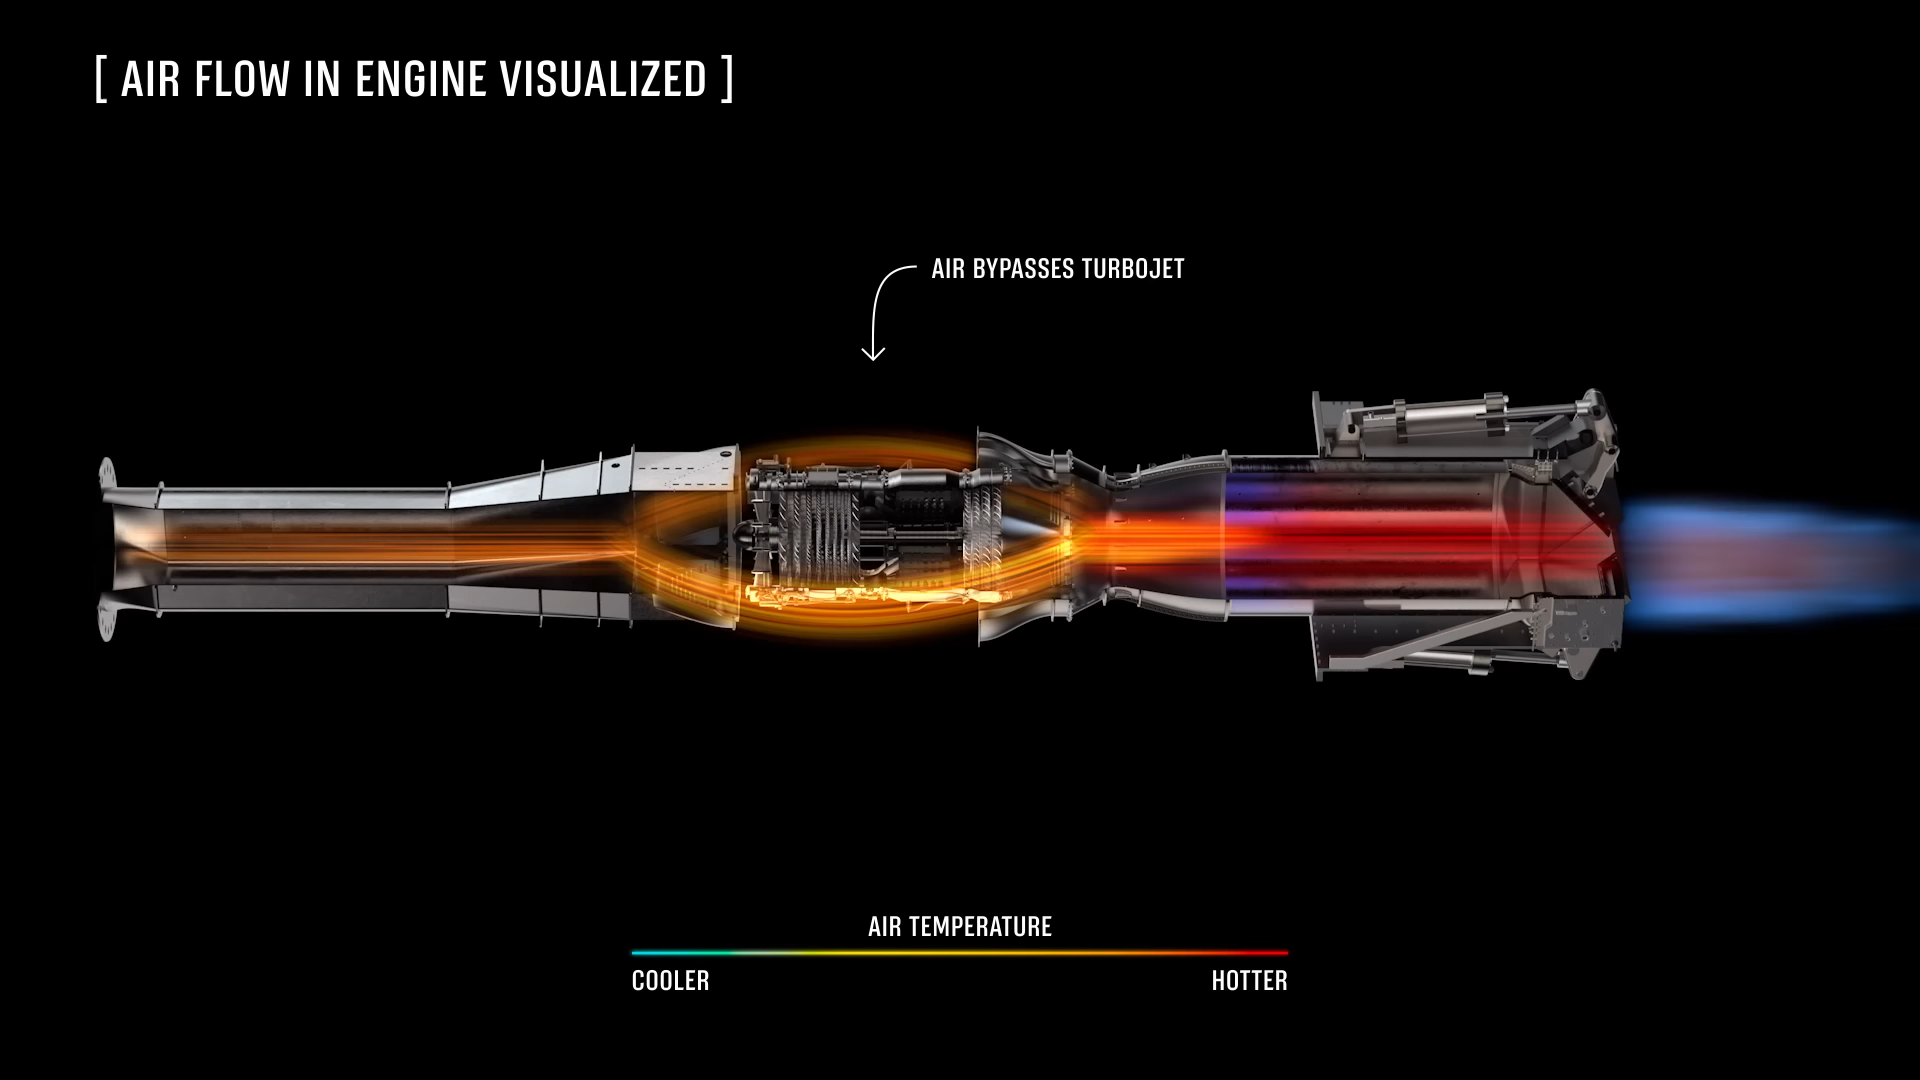 [ AIR FLOW IN ENGINE VISUALIZED ]
AIR BYPASSES TURBOJET
AIR TEMPERATURE
COOLER
HOTTER